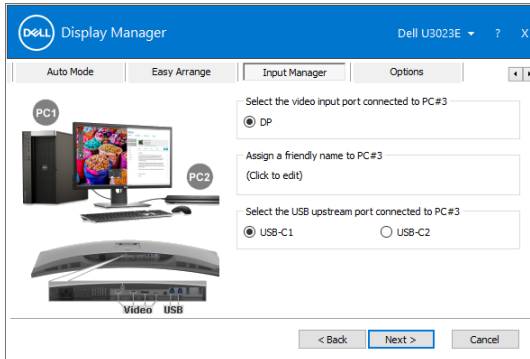 DELL Display Manager
Dell U3023E ? X
Auto Mode Easy Arrange Input Manager Options
Select the video input port connected to PC#3
DP
Assign a friendly name to PC#3
(Click to edit)
Select the USB upstream port connected to PC#3
USB-C1 USB-C2
PC1
PC2
Video USB
< Back Next > Cancel